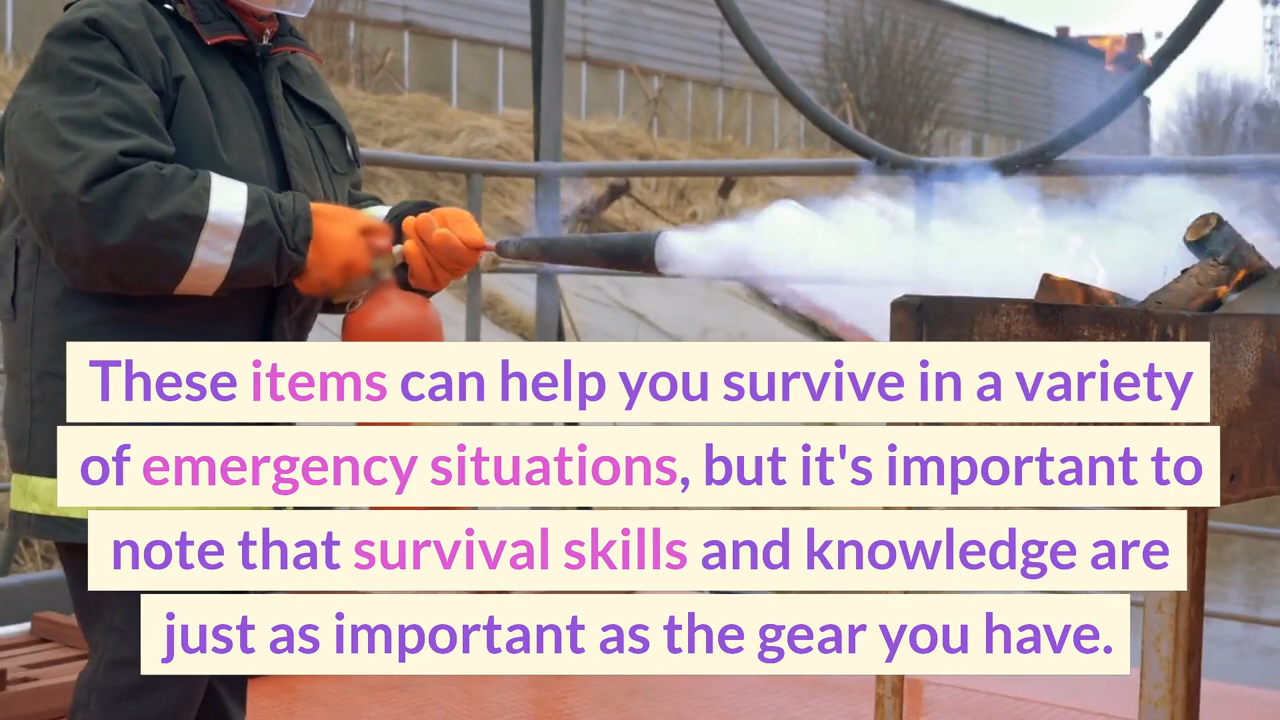 These items can help you survive in a variety
of emergency situations, but it's important to
note that survival skills and knowledge are
just as important as the gear you have.